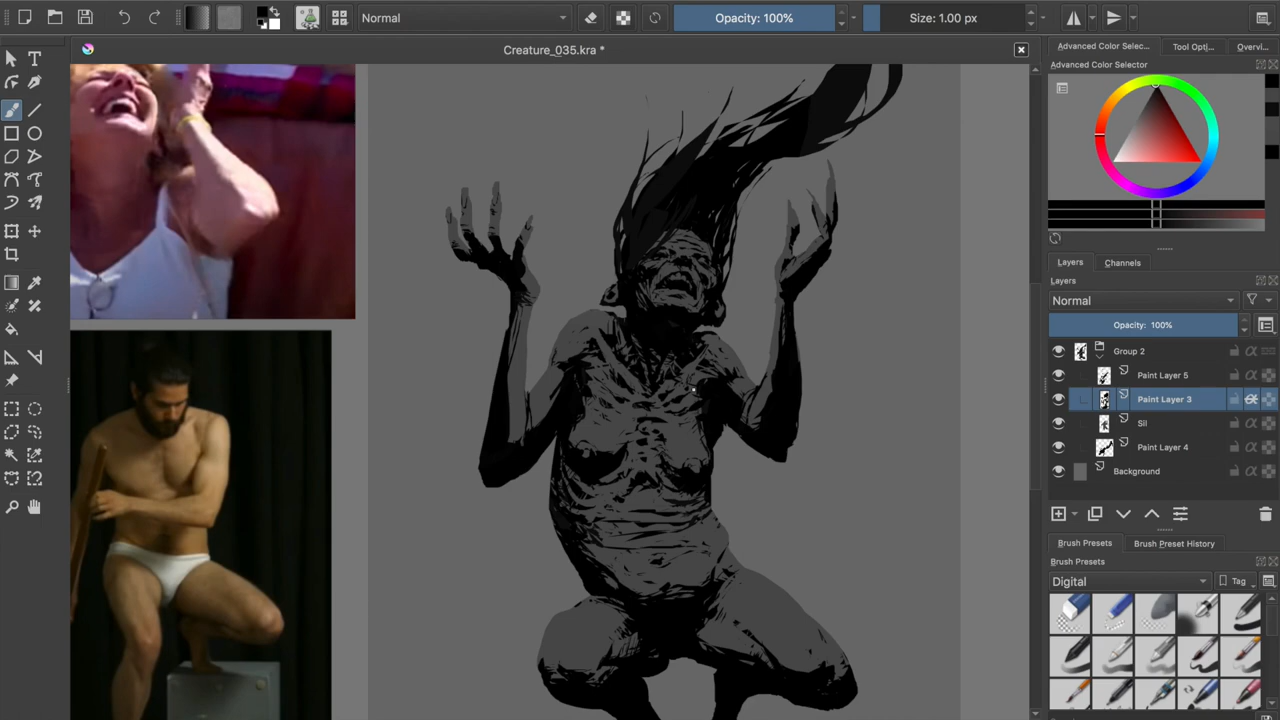 Normal
Opacity: 100%
Size: 1.00 px
Creature_035.kra *
Advanced Color Selec...
Tool Opti...
Overvi...
Advanced Color Selector
Layers
Channels
Layers
Normal
Opacity: 100%
Group 2
Paint Layer 5
Paint Layer 3
Sil
Paint Layer 4
Background
Brush Presets
Brush Preset History
Brush Presets
Digital
Tag